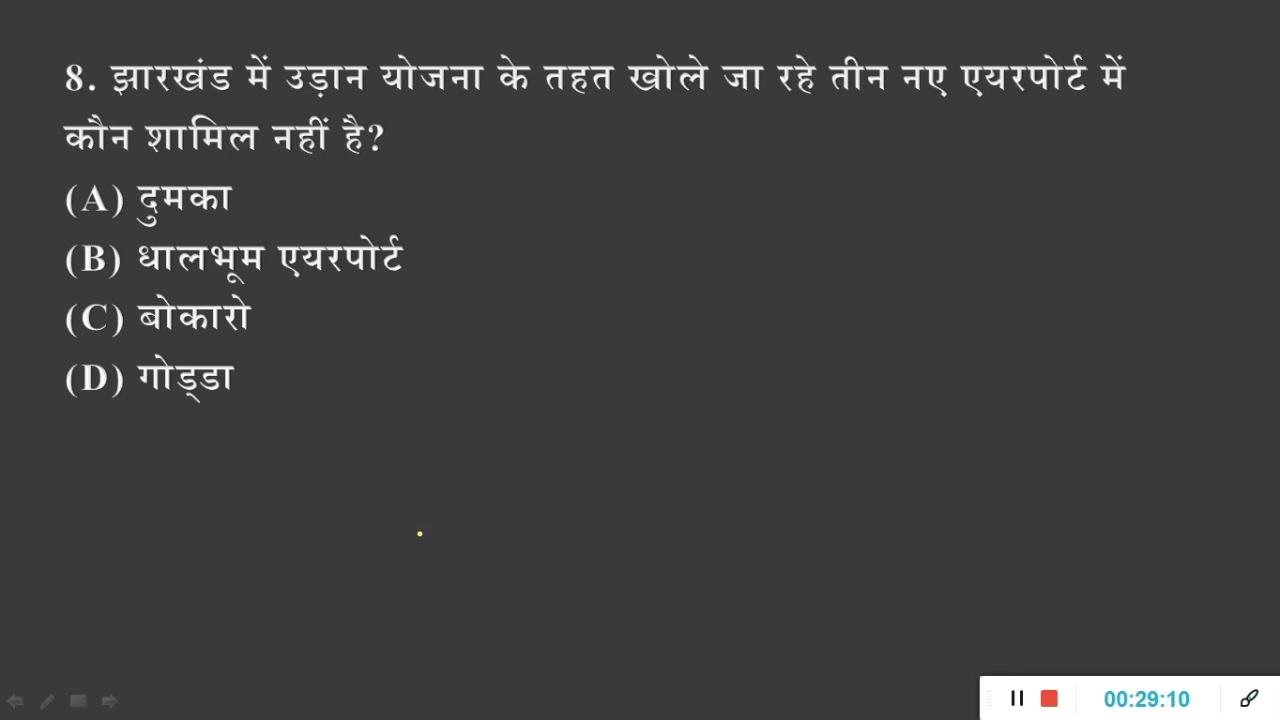 8. झारखंड में उड़ान योजना के तहत खोले जा रहे तीन नए एयरपोर्ट में
कौन शामिल नहीं है?
(A) दुमका
(B) धालभूम एयरपोर्ट
(C) बोकारो
(D) गोड्डा
00:29:10